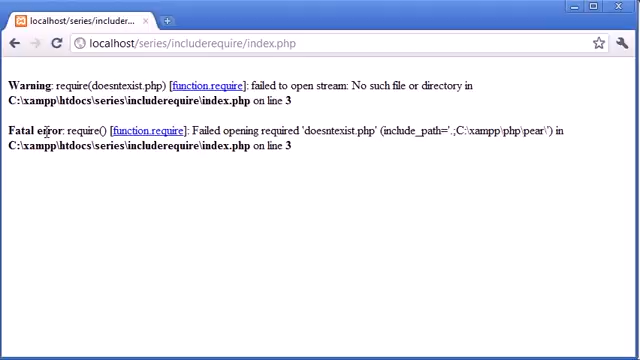 localhost/series/includerequire/...
localhost/series/includerequire/index.php
Warning: require(doesntexist.php) [function.require]: failed to open stream: No such file or directory in
C:\xampp\htdocs\series\includerequire\index.php on line 3
Fatal error: require() [function.require]: Failed opening required 'doesntexist.php' (include_path='.;C:\xampp\php\pear\') in
C:\xampp\htdocs\series\includerequire\index.php on line 3